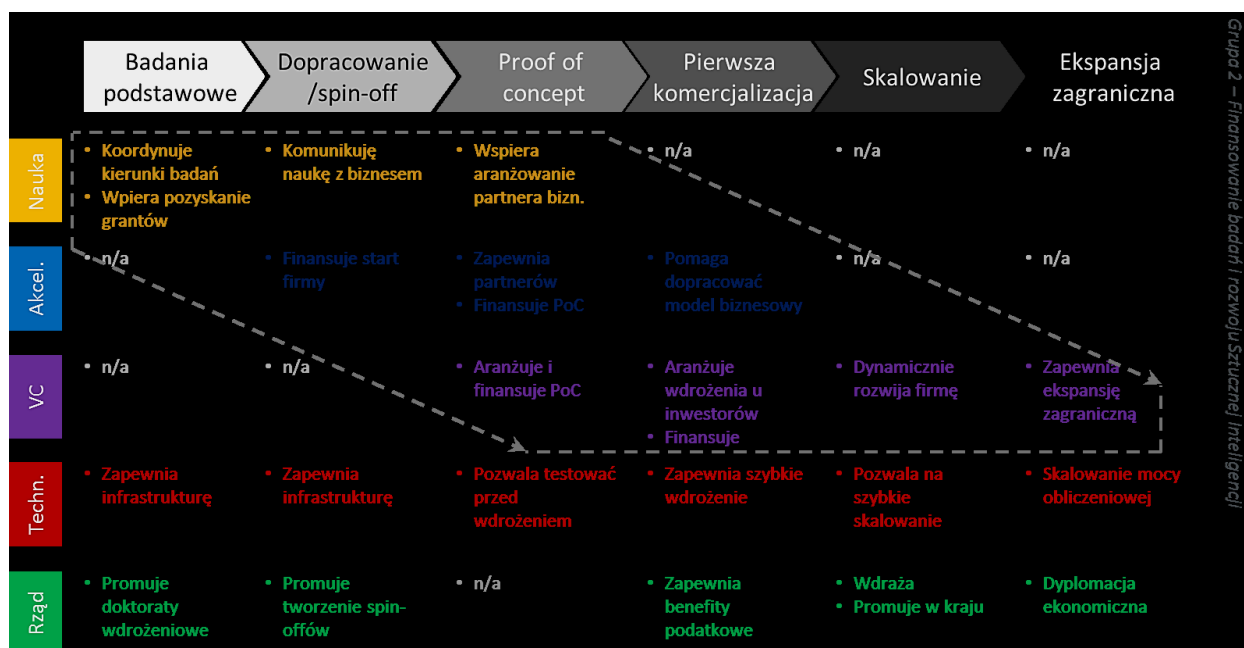 Badania
podstawowe
Dopracowanie
/spin-off
Proof of
concept
Pierwsza
komercjalizacja
Skalowanie
Ekspansja
zagraniczna
Nauka
• Koordynuje
kierunki badań
• Wpiera pozyskanie
grantów
• Komunikuję
naukę z biznesem
• Wspiera
aranżowanie
partnera bizn.
• n/a
• n/a
• n/a
Akcel.
• n/a
• Finansuje start
firmy
• Zapewnia
partnerów
• Finansuje PoC
• Pomaga
dopracować
model biznesowy
• n/a
• n/a
VC
• n/a
• n/a
• Aranżuje i
finansuje PoC
• Aranżuje
wdrożenia u
inwestorów
• Finansuje
• Dynamicznie
rozwija firmę
• Zapewnia
ekspansję
zagraniczną
Techn.
• Zapewnia
infrastrukturę
• Zapewnia
infrastrukturę
• Pozwala testować
przed
wdrożeniem
• Zapewnia szybkie
wdrożenie
• Pozwala na
szybkie
skalowanie
• Skalowanie mocy
obliczeniowej
Rząd
• Promuje
doktoraty
wdrożeniowe
• Promuje
tworzenie spin-
offów
• n/a
• Zapewnia
benefity
podatkowe
• Wdraża
• Promuje w kraju
• Dyplomacja
ekonomiczna
Grupa 2 – Finansowanie badań i rozwoju Sztucznej Inteligencji